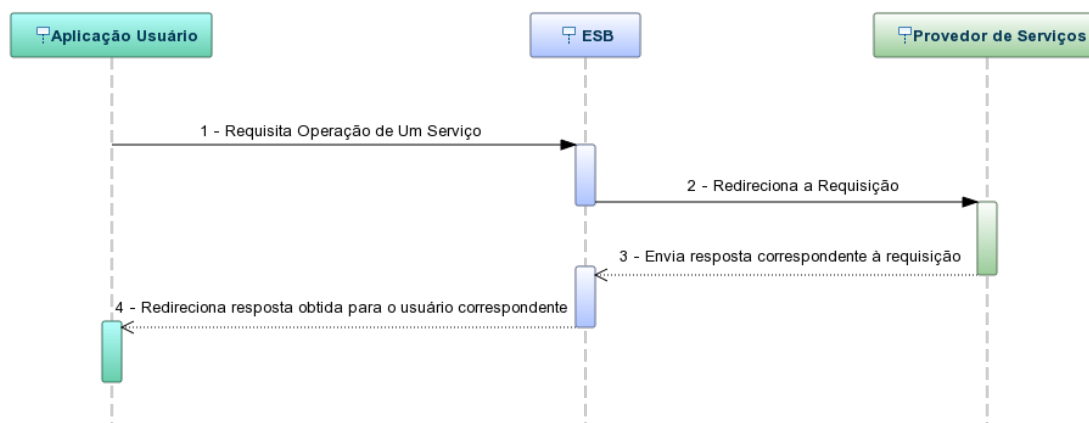 Aplicação Usuário
ESB
Provedor de Serviços
1 - Requisita Operação de Um Serviço
2 - Redireciona a Requisição
3 - Envia resposta correspondente à requisição
4 - Redireciona resposta obtida para o usuário correspondente